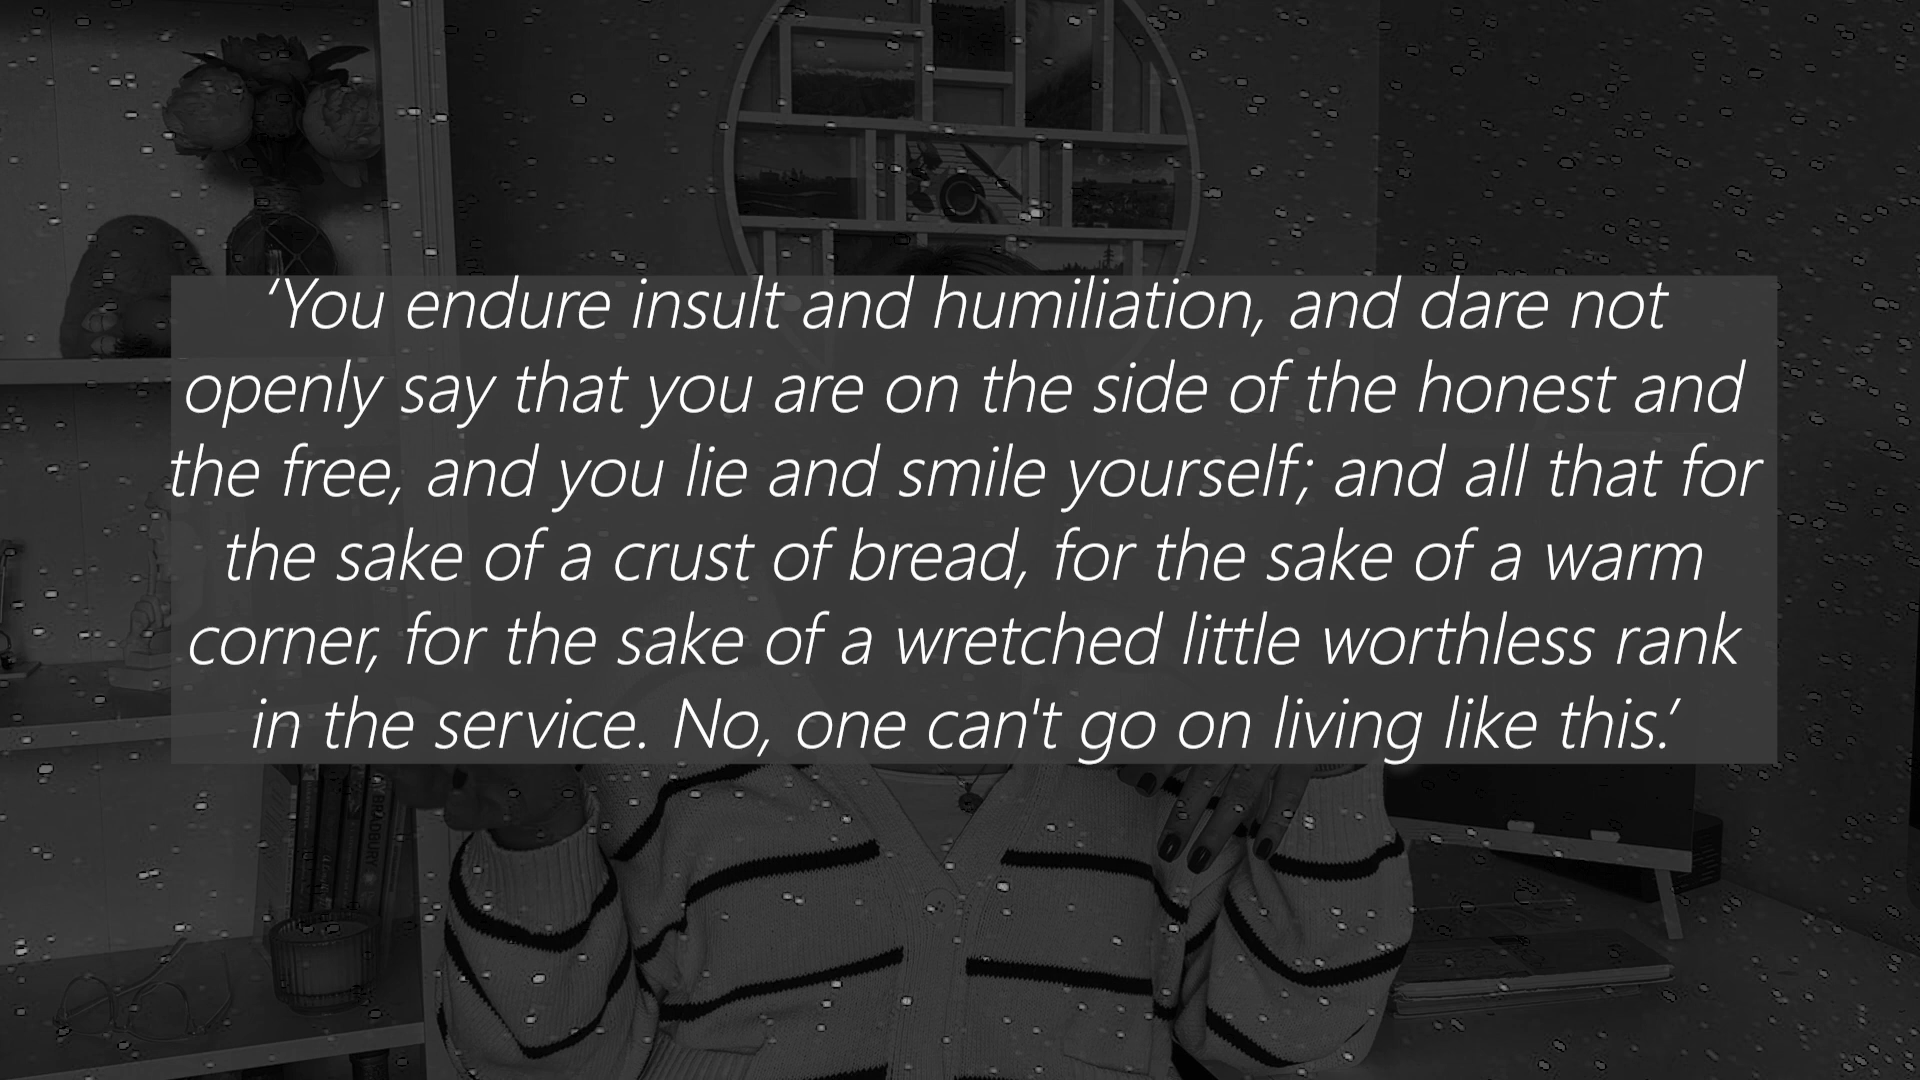 ‘You endure insult and humiliation, and dare not
openly say that you are on the side of the honest and
the free, and you lie and smile yourself; and all that for
the sake of a crust of bread, for the sake of a warm
corner, for the sake of a wretched little worthless rank
in the service. No, one can't go on living like this.’
BRADBURY